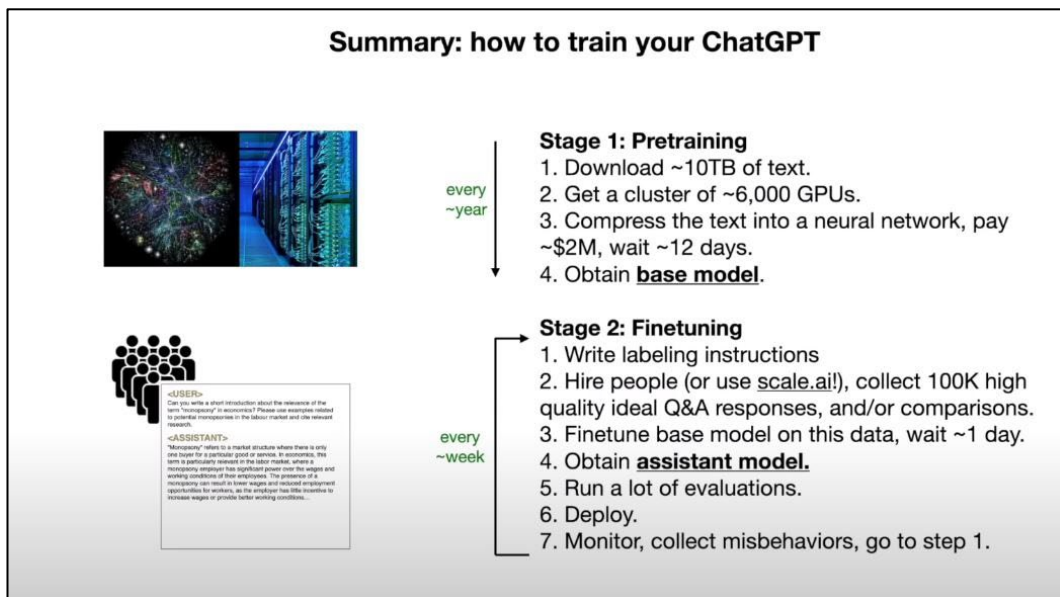 Summary: how to train your ChatGPT
every
~year
Stage 1: Pretraining
1. Download ~10TB of text.
2. Get a cluster of ~6,000 GPUs.
3. Compress the text into a neural network, pay
~$2M, wait ~12 days.
4. Obtain base model.
<USER>
Can you write a short introduction about the relevance of the
term "monopsony" in economics? Please use examples related
to potential monopsonies in the labour market and cite relevant
research.
<ASSISTANT>
"Monopsony" refers to a market structure where there is only
one buyer for a particular good or service. In economics, this
term is particularly relevant in the labor market, where a
monopsony employer has significant power over the wages and
working conditions of their employees. The presence of a
monopsony can result in lower wages and reduced employment
opportunities for workers, as the employer has little incentive to
increase wages or provide better working conditions...
every
~week
Stage 2: Finetuning
1. Write labeling instructions
2. Hire people (or use scale.ai!), collect 100K high
quality ideal Q&A responses, and/or comparisons.
3. Finetune base model on this data, wait ~1 day.
4. Obtain assistant model.
5. Run a lot of evaluations.
6. Deploy.
7. Monitor, collect misbehaviors, go to step 1.